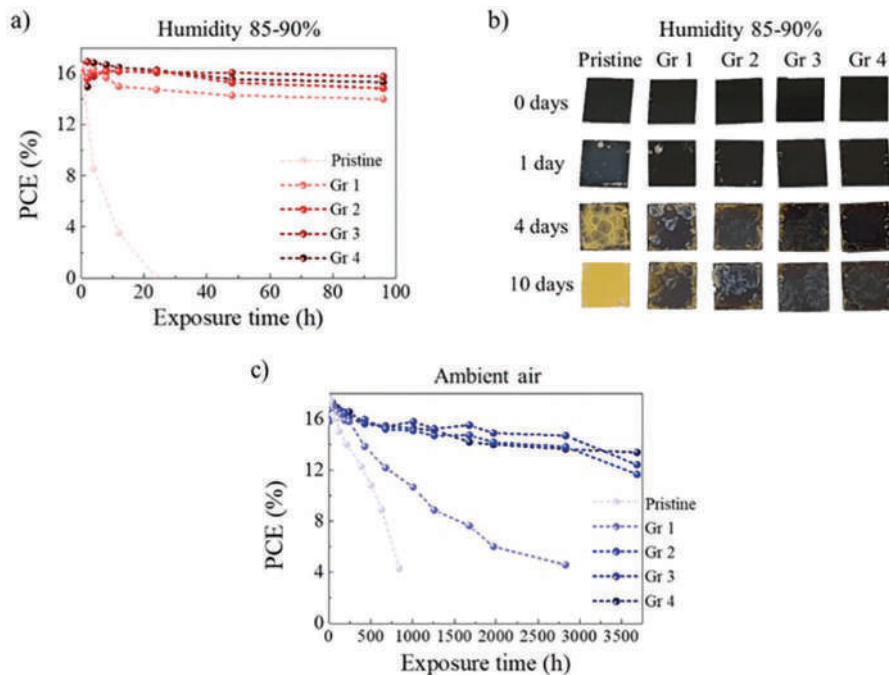 a)
Humidity 85-90%
16
12
8
4
0
PCE (%)
Pristine
Gr 1
Gr 2
Gr 3
Gr 4
0 20 40 60 80 100
Exposure time (h)
b)
Humidity 85-90%
Pristine Gr 1 Gr 2 Gr 3 Gr 4
0 days
1 day
4 days
10 days
c)
Ambient air
16
12
8
4
0
PCE (%)
Pristine
Gr 1
Gr 2
Gr 3
Gr 4
0 500 1000 1500 2000 2500 3000 3500
Exposure time (h)